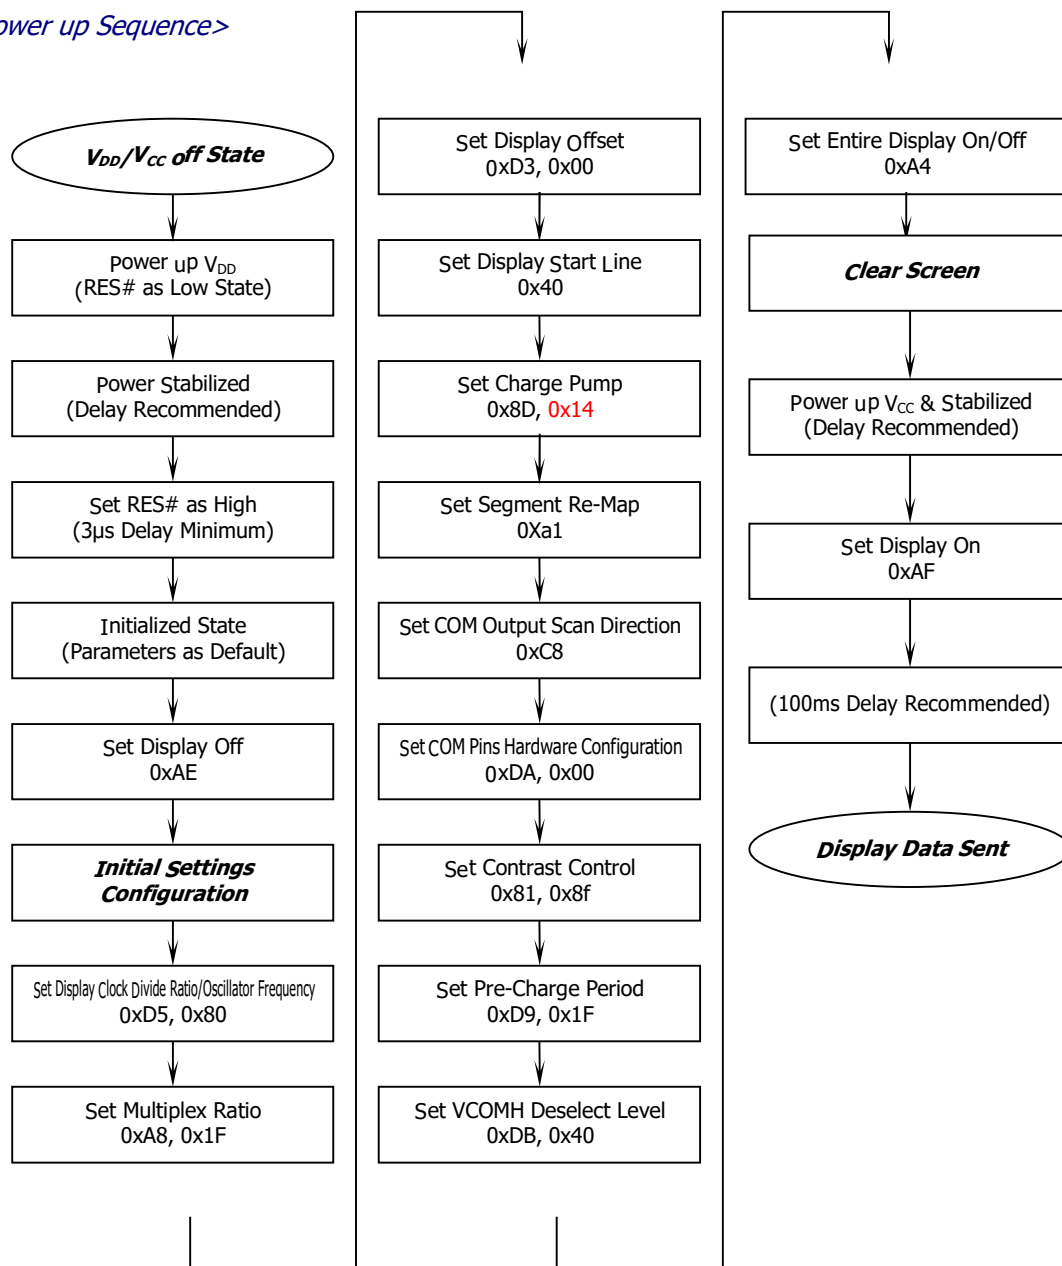 ower up Sequence>
VDD/VCC off State
Power up VDD
(RES# as Low State)
Power Stabilized
(Delay Recommended)
Set RES# as High
(3μs Delay Minimum)
Initialized State
(Parameters as Default)
Set Display Off
0xAE
Initial Settings
Configuration
Set Display Clock Divide Ratio/Oscillator Frequency
0xD5, 0x80
Set Multiplex Ratio
0xA8, 0x1F
Set Display Offset
0xD3, 0x00
Set Display Start Line
0x40
Set Charge Pump
0x8D, 0x14
Set Segment Re-Map
0Xa1
Set COM Output Scan Direction
0xC8
Set COM Pins Hardware Configuration
0xDA, 0x00
Set Contrast Control
0x81, 0x8f
Set Pre-Charge Period
0xD9, 0x1F
Set VCOMH Deselect Level
0xDB, 0x40
Set Entire Display On/Off
0xA4
Clear Screen
Power up VCC & Stabilized
(Delay Recommended)
Set Display On
0xAF
(100ms Delay Recommended)
Display Data Sent